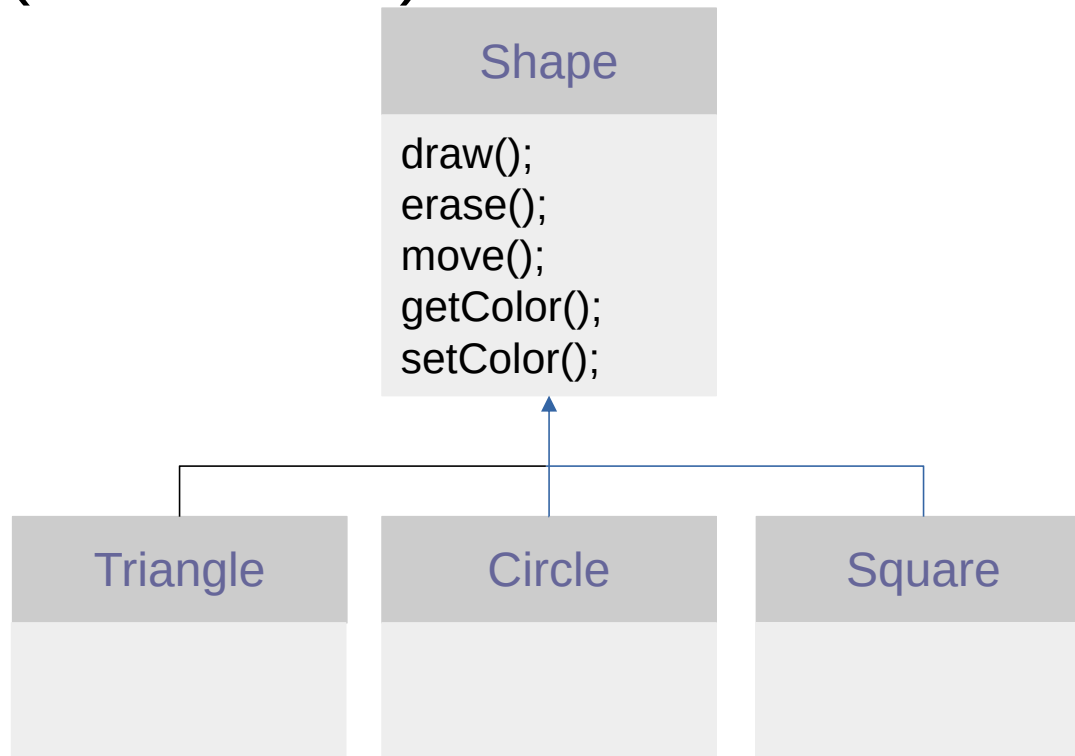 Shape
draw();
erase();
move();
getColor();
setColor();
Triangle
Circle
Square